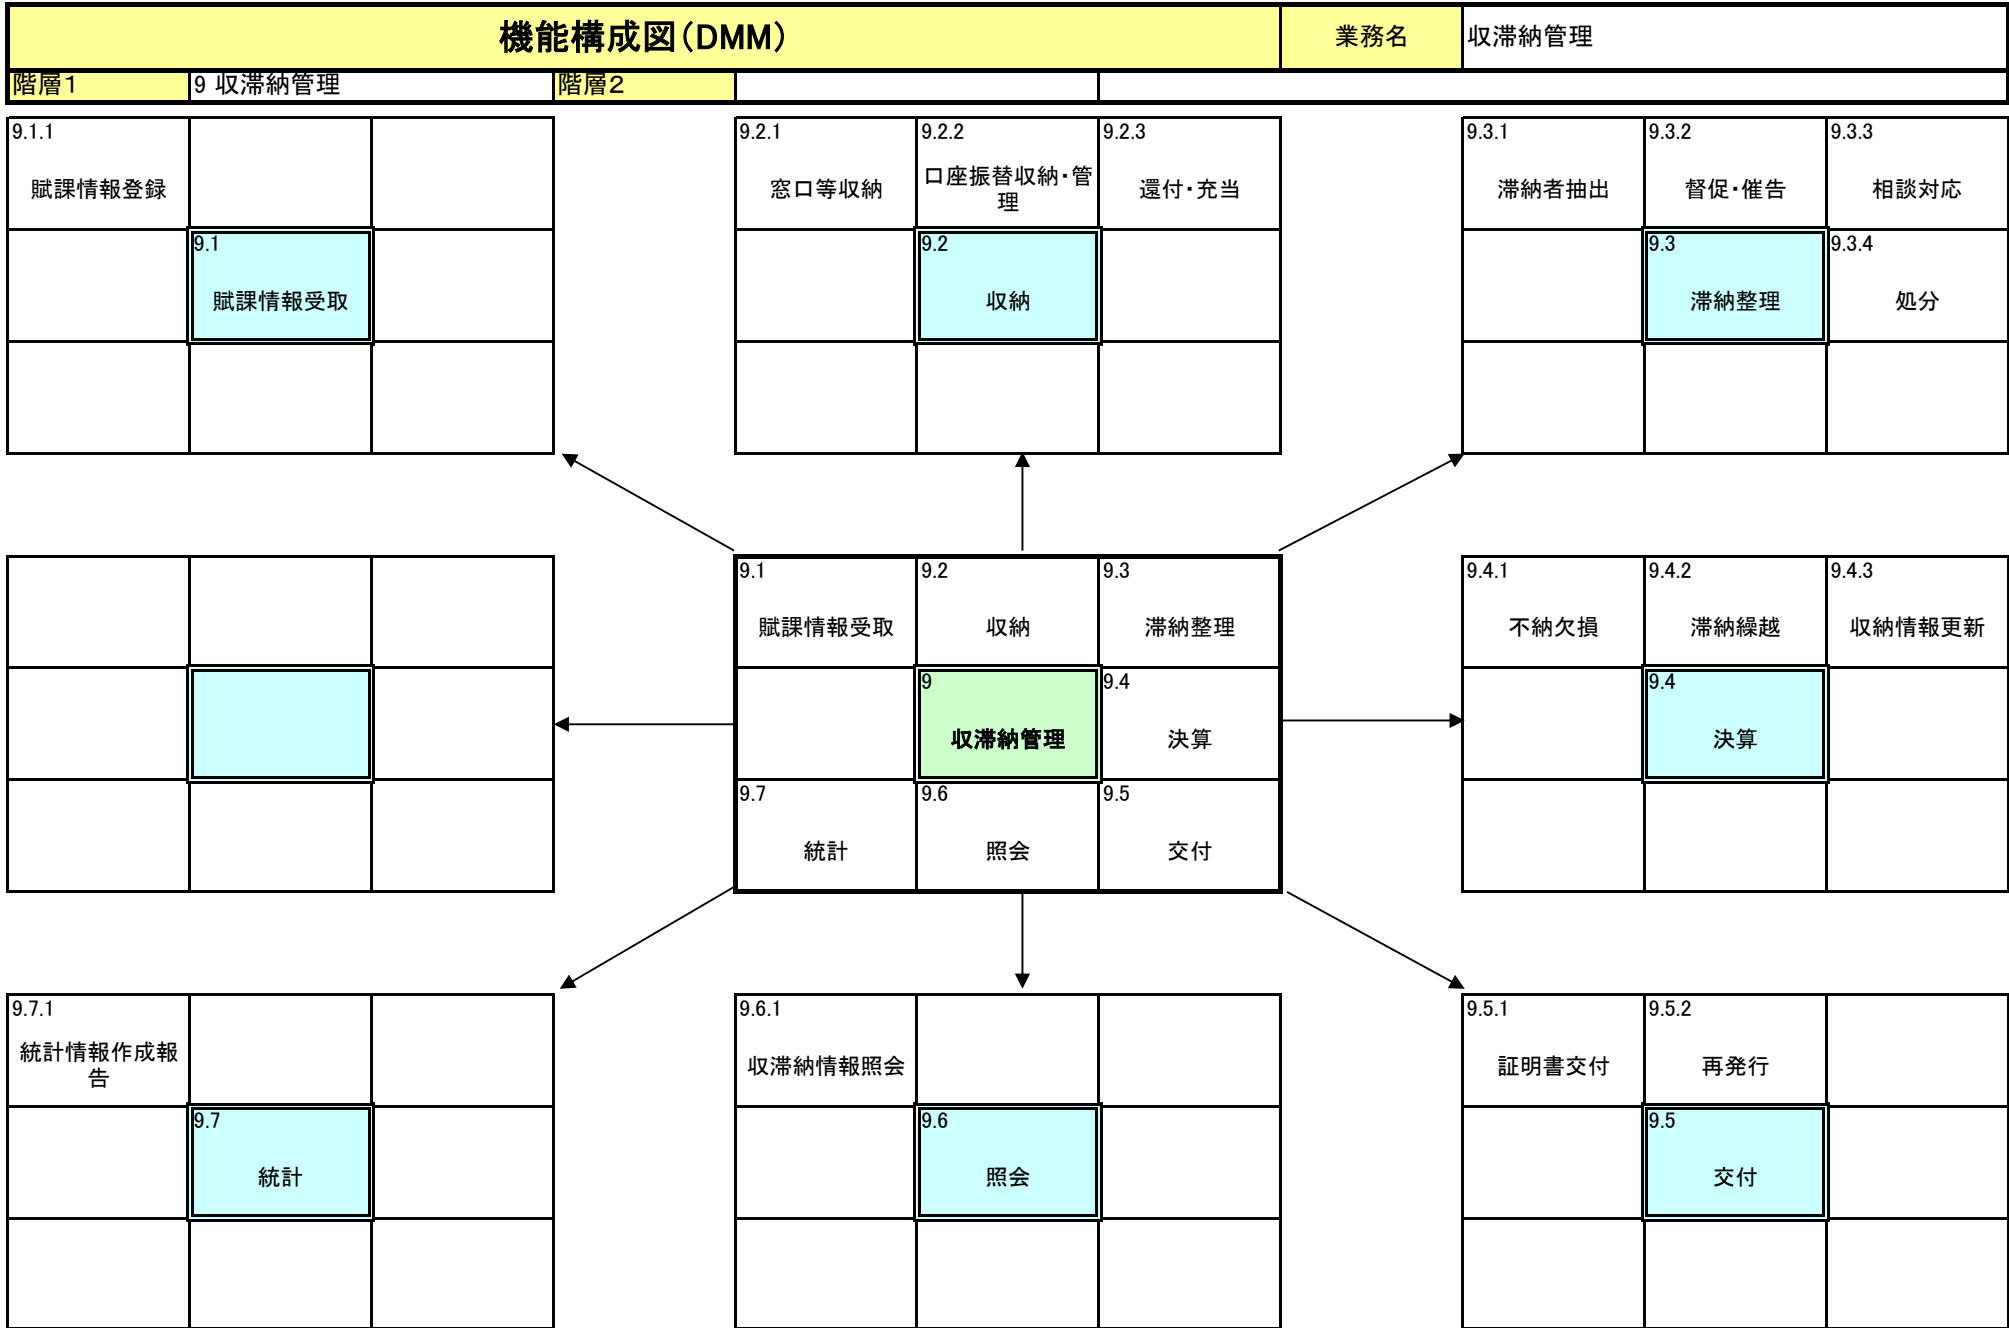 機能構成図(DMM)
業務名
収滞納管理
階層1
9 収滞納管理
階層2
9.1.1
賦課情報登録
9.1
賦課情報受取
9.2.1
窓口等収納
9.2.2
口座振替収納・管
理
9.2.3
還付・充当
9.2
収納
9.3.1
滞納者抽出
9.3.2
督促・催告
9.3.3
相談対応
9.3
滞納整理
9.3.4
処分
9.1
賦課情報受取
9.2
収納
9.3
滞納整理
9
収滞納管理
9.4
決算
9.7
統計
9.6
照会
9.5
交付
9.4.1
不納欠損
9.4.2
滞納繰越
9.4.3
収納情報更新
9.4
決算
9.7.1
統計情報作成報
告
9.7
統計
9.6.1
収滞納情報照会
9.6
照会
9.5.1
証明書交付
9.5.2
再発行
9.5
交付